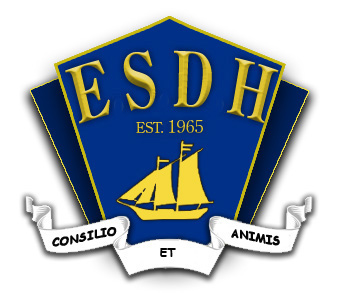 ESDH
EST. 1965
CONSILIO ET ANIMIS